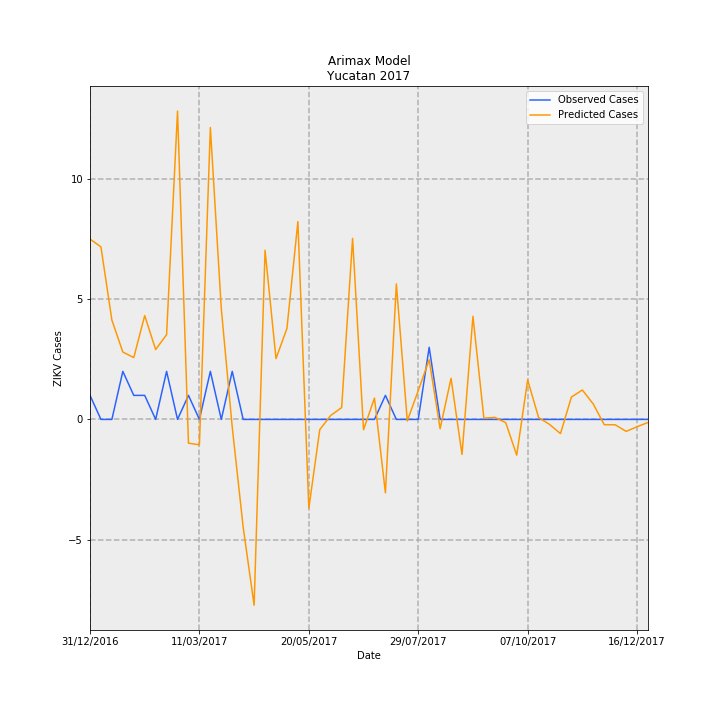 Arimax Model
Yucatan 2017
Observed Cases
Predicted Cases
ZIKV Cases
10
5
0
−5
31/12/2016
11/03/2017
20/05/2017
29/07/2017
07/10/2017
16/12/2017
Date